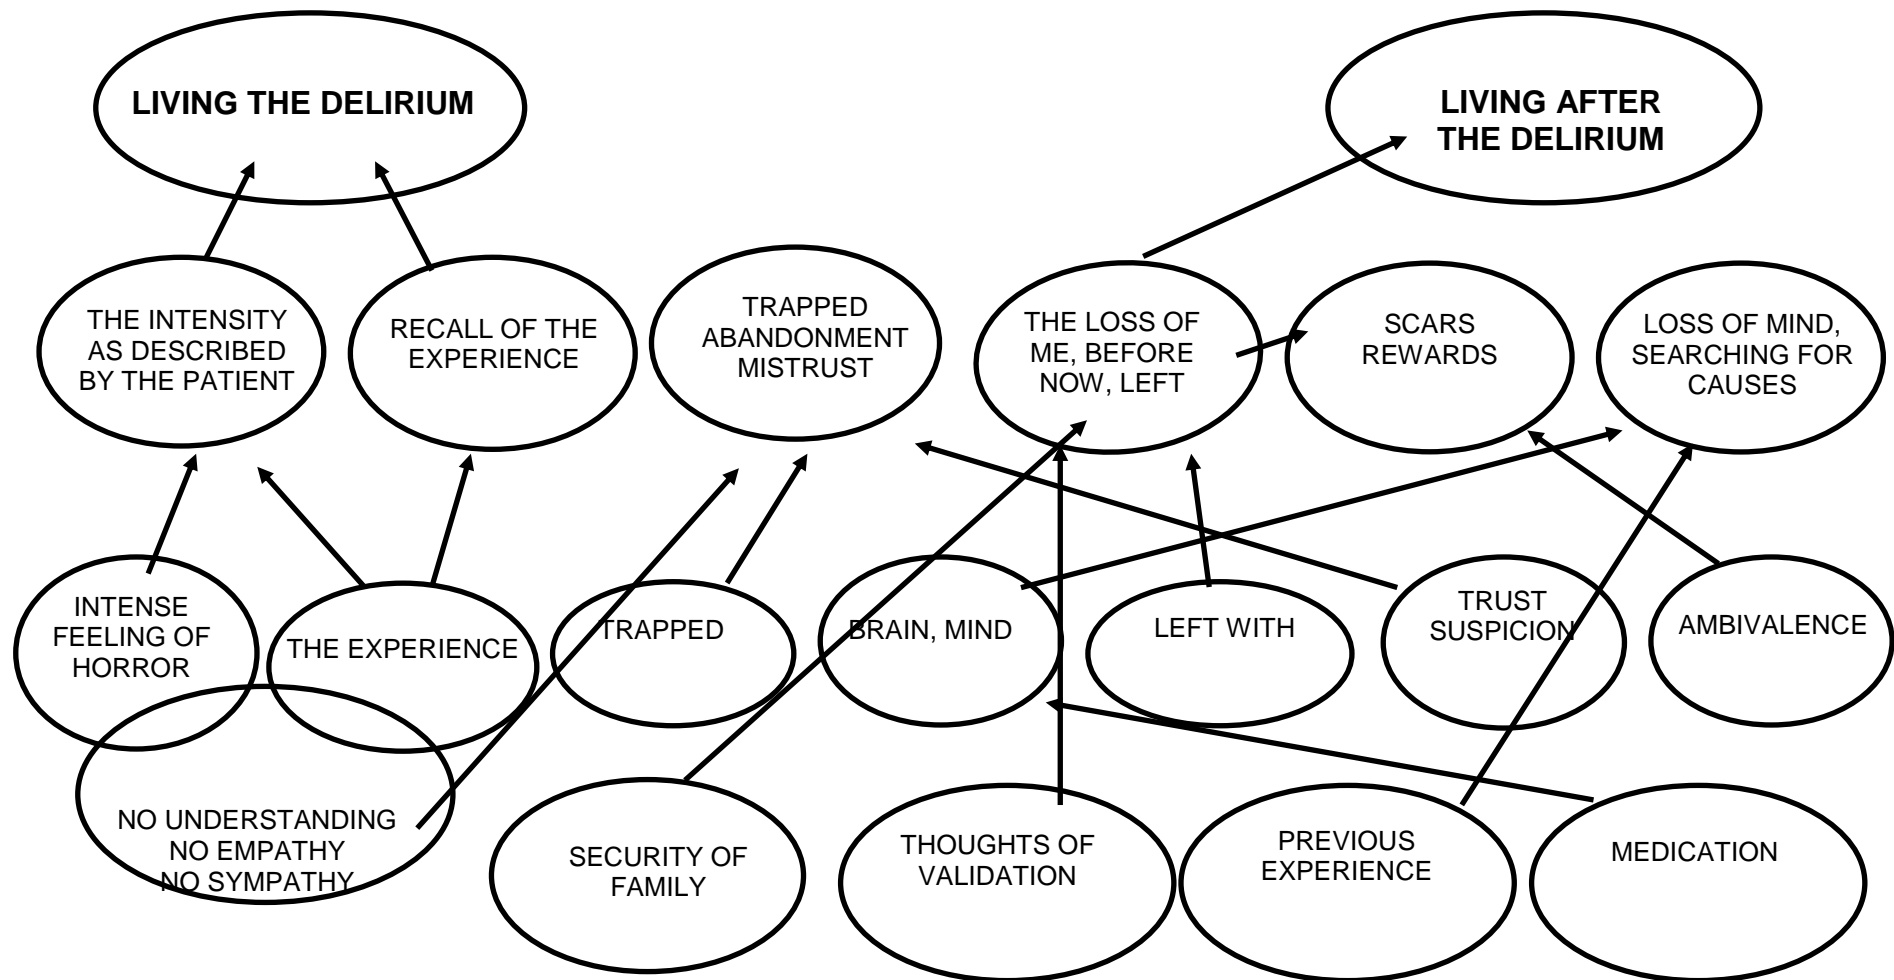 LIVING THE DELIRIUM
LIVING AFTER
THE DELIRIUM
THE INTENSITY
AS DESCRIBED
BY THE PATIENT
RECALL OF THE
EXPERIENCE
TRAPPED
ABANDONMENT
MISTRUST
THE LOSS OF
ME, BEFORE
NOW, LEFT
SCARS
REWARDS
LOSS OF MIND,
SEARCHING FOR
CAUSES
INTENSE
FEELING OF
HORROR
THE EXPERIENCE
TRAPPED
BRAIN, MIND
LEFT WITH
TRUST
SUSPICION
AMBIVALENCE
NO UNDERSTANDING
NO EMPATHY
NO SYMPATHY
SECURITY OF
FAMILY
THOUGHTS OF
VALIDATION
PREVIOUS
EXPERIENCE
MEDICATION